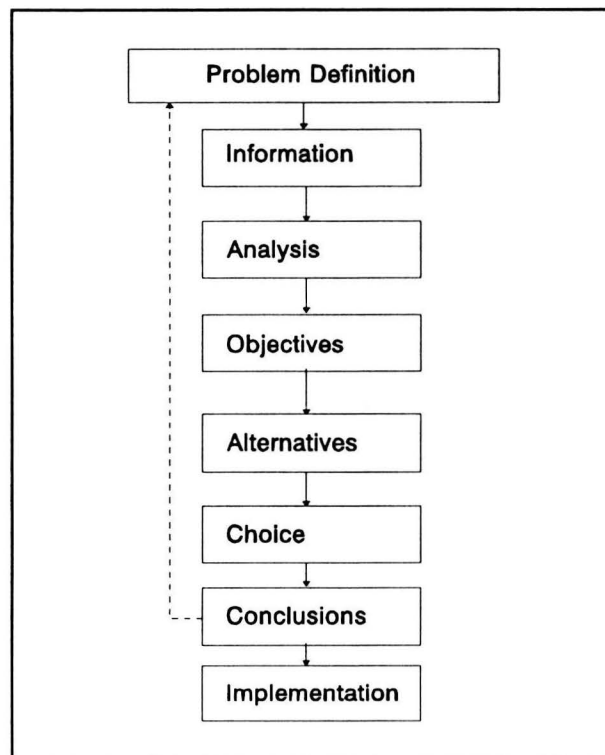 Problem Definition
Information
Analysis
Objectives
Alternatives
Choice
Conclusions
Implementation